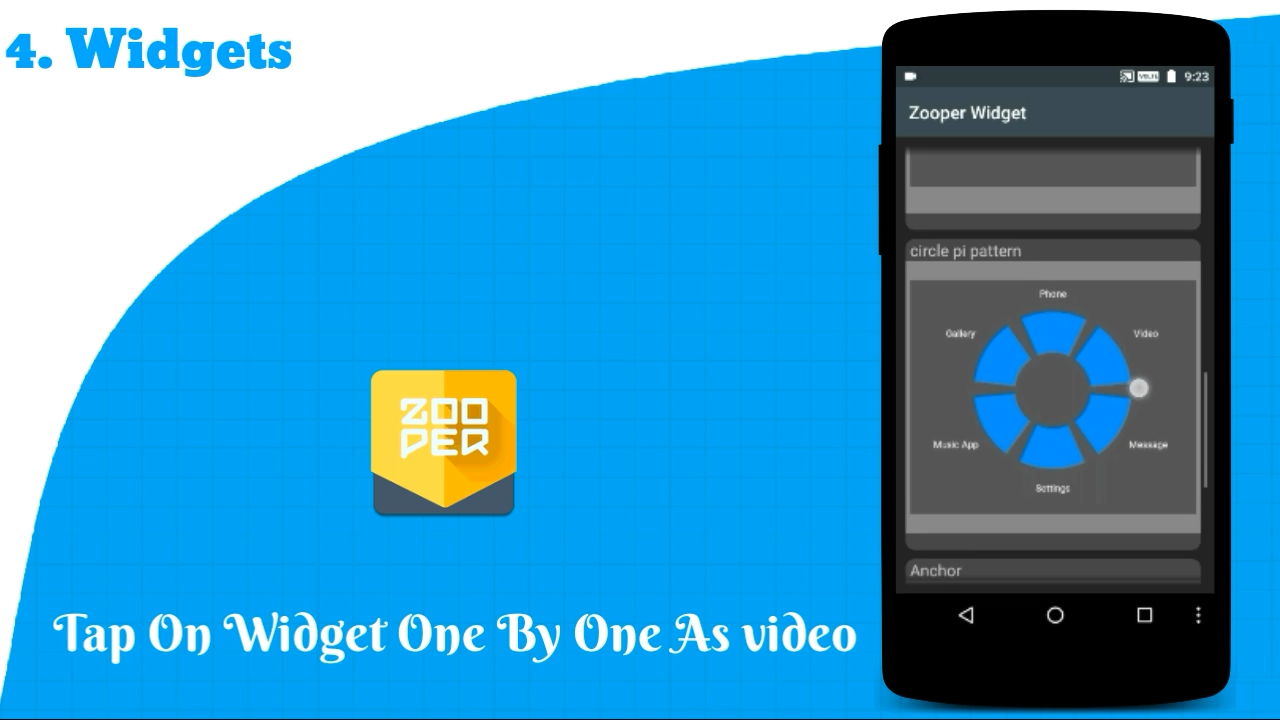 4. Widgets
9:23
Zooper Widget
circle pi pattern
Phone
Gallery
Video
Music App
Message
Settings
Anchor
ZOO
PER
Tap On Widget One By One As video